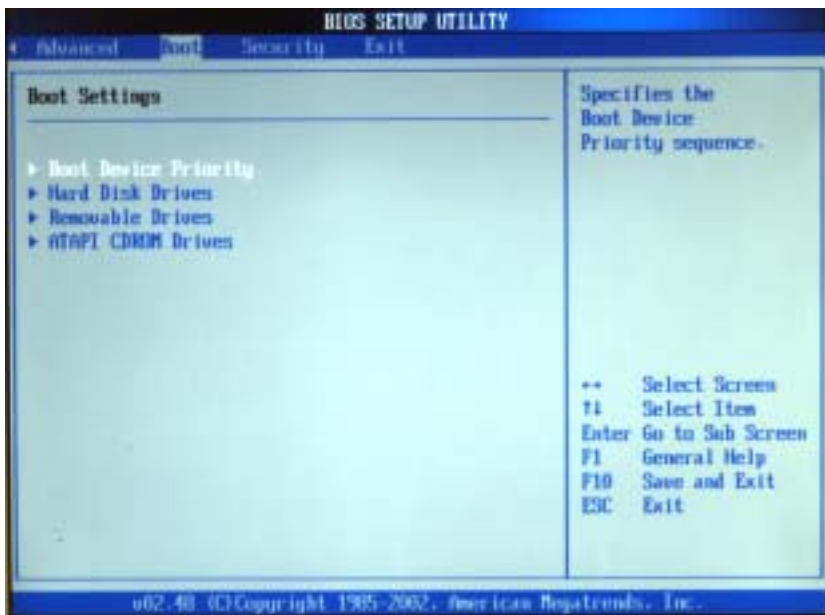 BIOS SETUP UTILITY
Advanced Boot Security Exit
Boot Settings
Boot Device Priority
Hard Disk Drives
Removable Drives
ATAPI CDROM Drives
Specifies the
Boot Device
Priority sequence.
↔ Select Screen
↑↓ Select Item
Enter Go to Sub Screen
F1 General Help
F10 Save and Exit
ESC Exit
v02.48 (C)Copyright 1985-2002, American Megatrends, Inc.